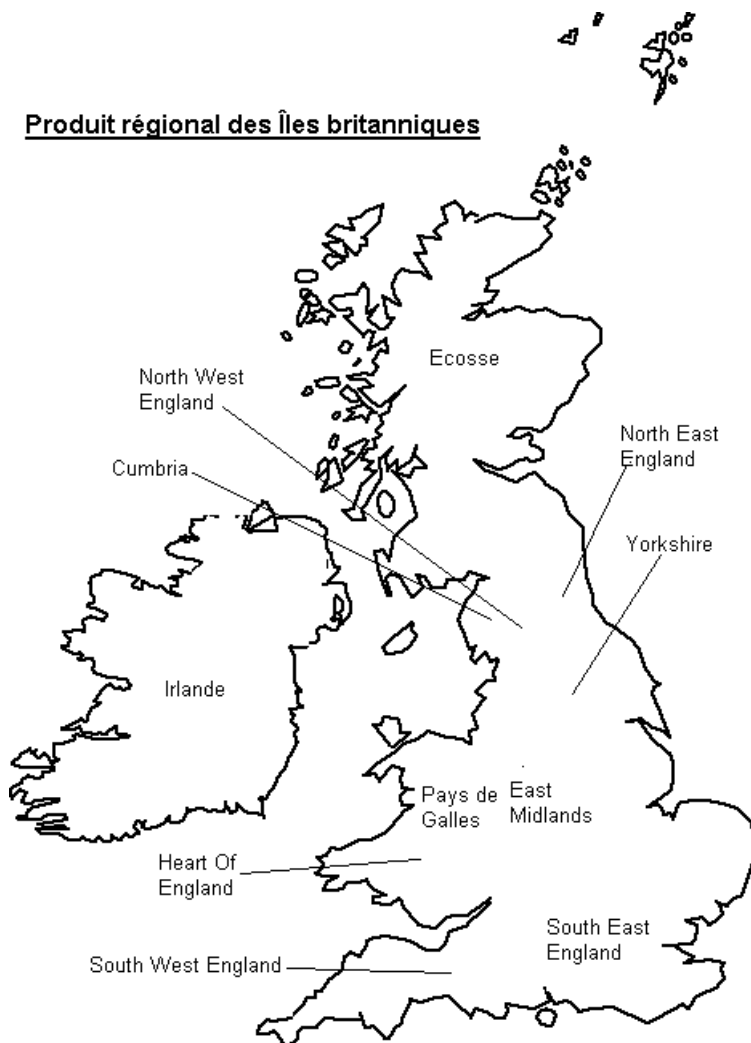 Produit régional des Îles britanniques
Ecosse
North West
England
North East
England
Cumbria
Yorkshire
Irlande
Pays de
Galles
East
Midlands
Heart Of
England
South East
England
South West England